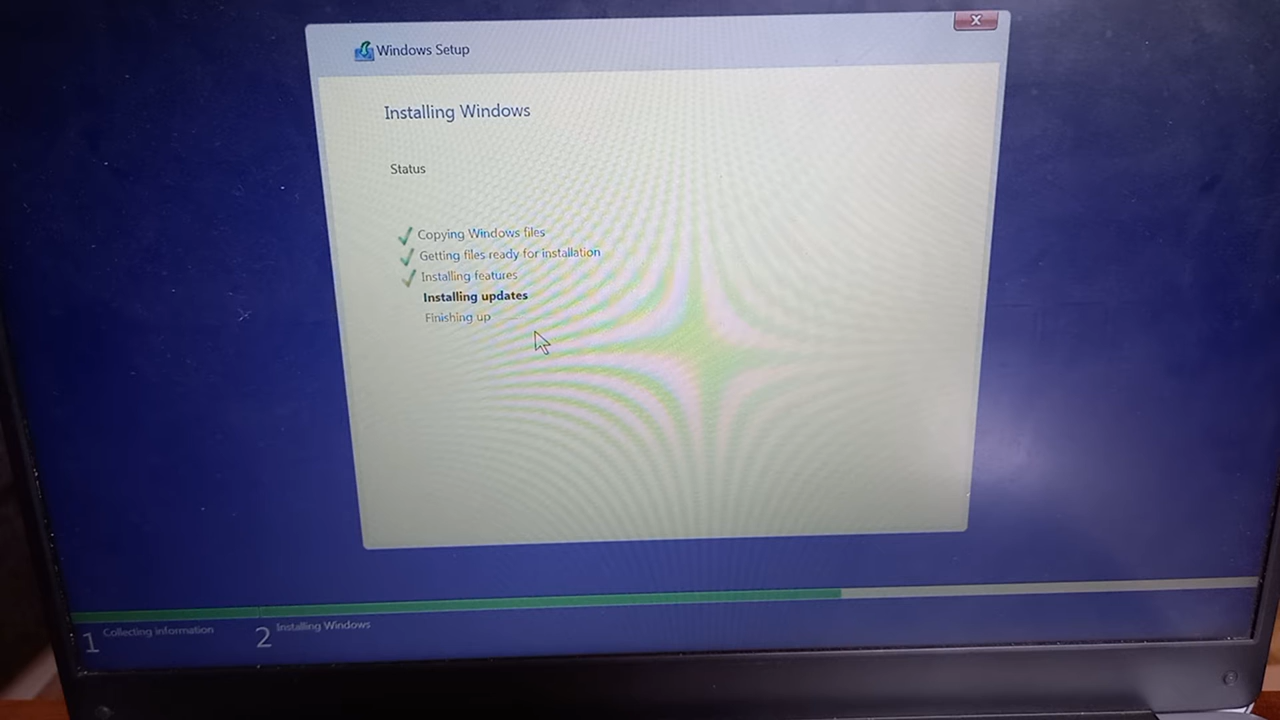 Windows Setup
Installing Windows
Status
Copying Windows files
Getting files ready for installation
Installing features
Installing updates
Finishing up
1 Collecting information
2 Installing Windows